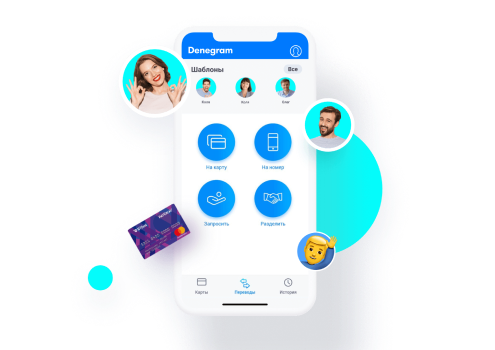 Denegram
Шаблоны
Все
На карту
На номер
Запросить
Разделить
Карты
Переводы
История